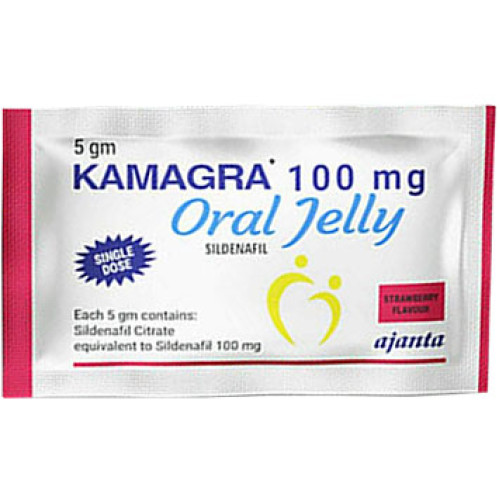 5 gm
KAMAGRA® 100 mg
Oral Jelly
SILDENAFIL
SINGLE
DOSE
Each 5 gm contains:
Sildenafil Citrate
equivalent to Sildenafil 100 mg
STRAWBERRY
FLAVOUR
ajanta